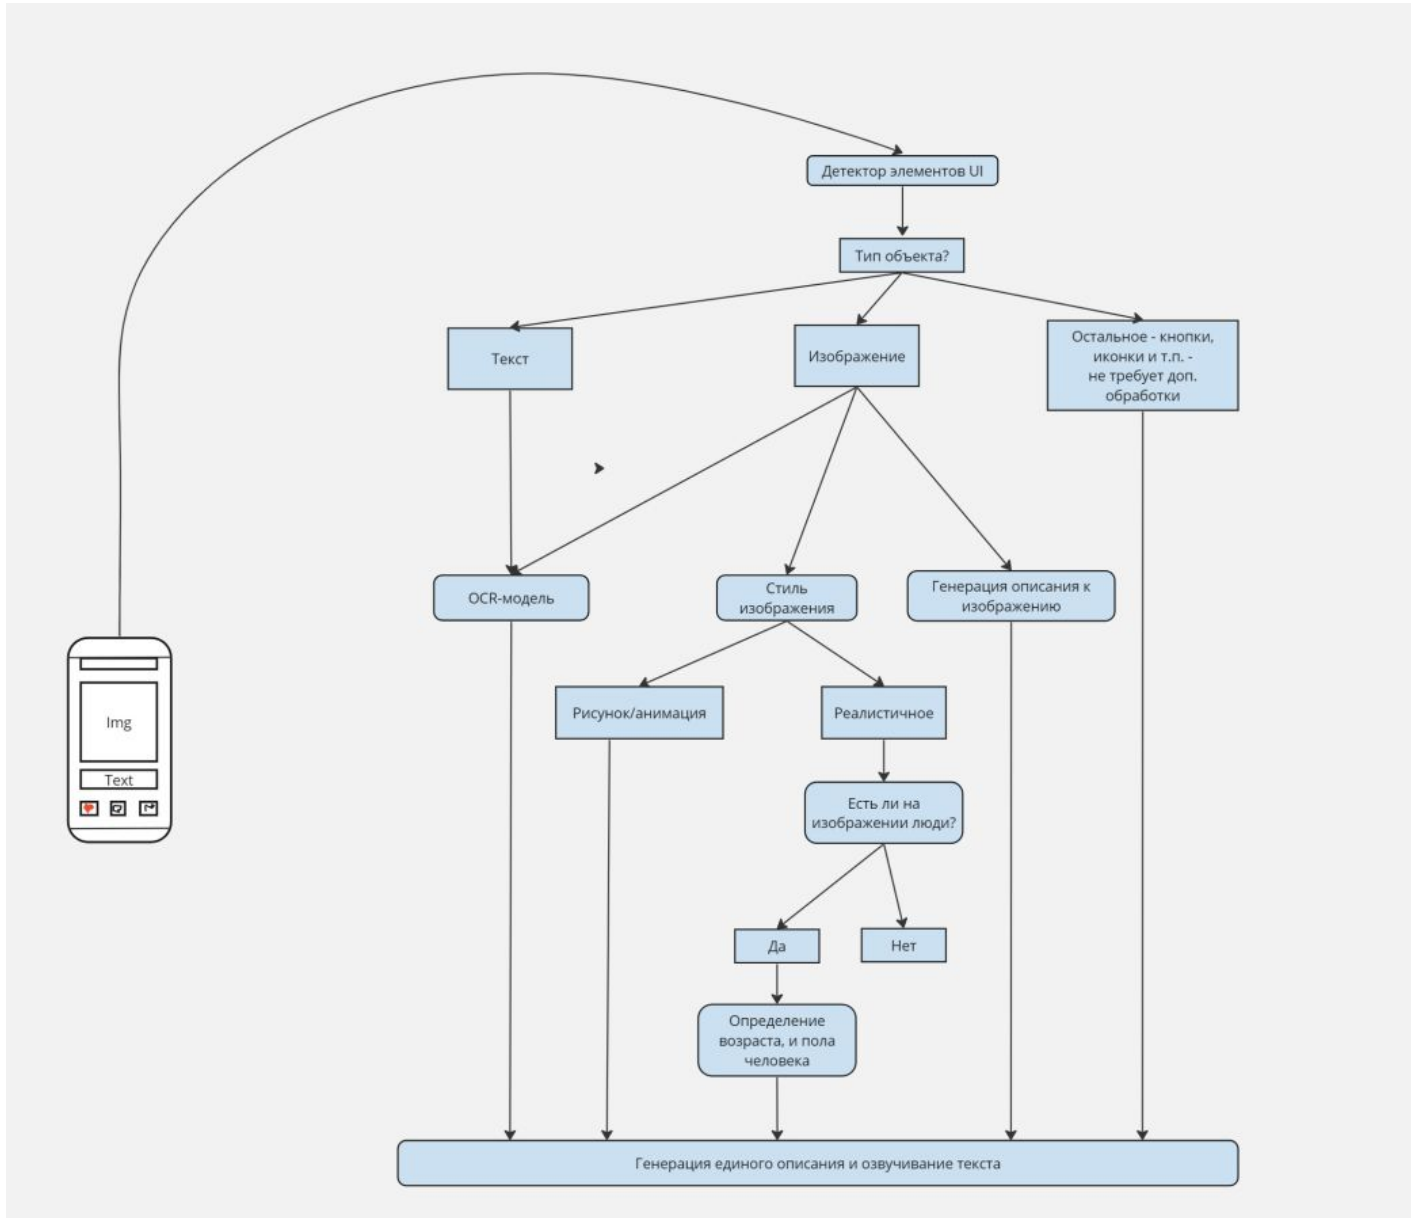 Детектор элементов UI
Тип объекта?
Текст
Изображение
Остальное - кнопки,
иконки и т.п. -
не требует доп.
обработки
OCR-модель
Стиль
изображения
Генерация описания к
изображению
Img
Text
Рисунок/анимация
Реалистичное
Есть ли на
изображении люди?
Да
Нет
Определение
возраста, и пола
человека
Генерация единого описания и озвучивание текста